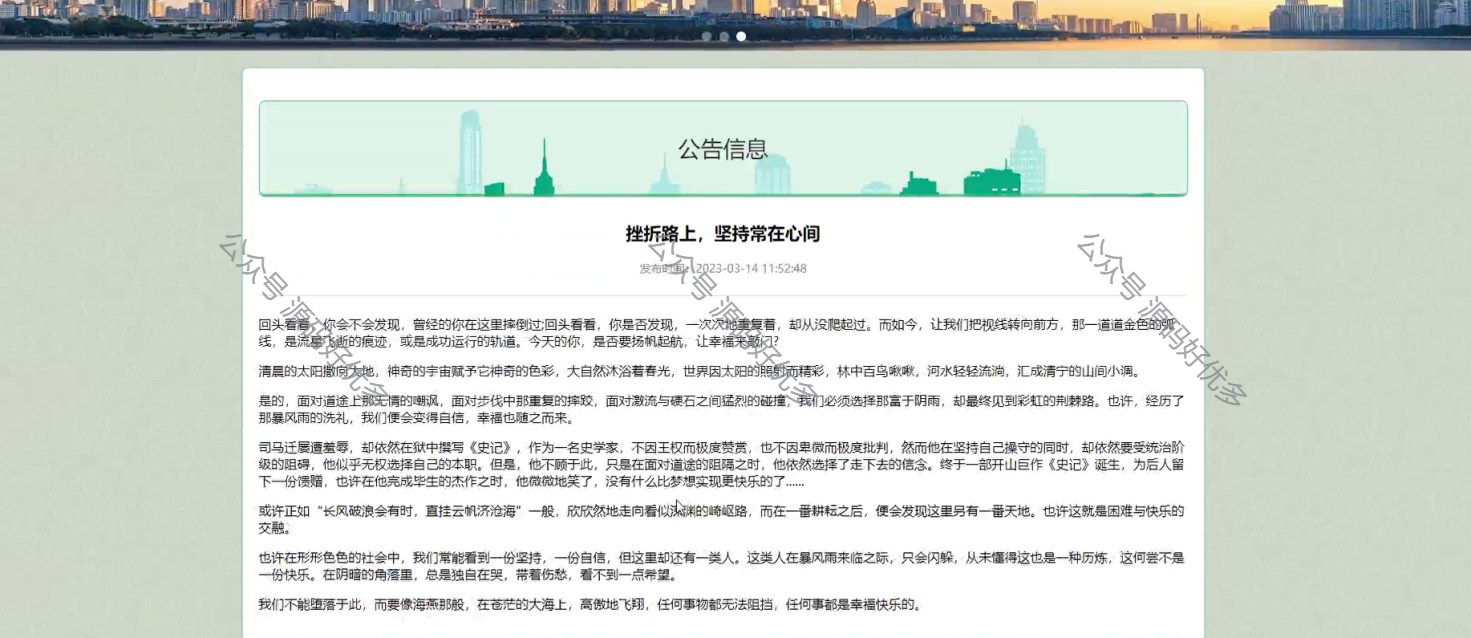 公告信息
挫折路上，坚持常在心间
发布时间：2023-03-14 11:52:48
回头看看，你会不会发现，曾经的你在这里摔倒过;回头看看，你是否发现，一次次地重复着，却从没爬起过。而如今，让我们把视线转向前方，那一道道金色的弧
线，是流星飞逝的痕迹，或是成功运行的轨道。今天的你，是否要扬帆起航，让幸福来敲门?
清晨的太阳撒向大地，神奇的宇宙赋予它神奇的色彩，大自然沐浴着春光，世界因太阳的照射而精彩，林中百鸟啾啾，河水轻轻流淌，汇成清宁的山间小调。
是的，面对道途上那无情的嘲讽，面对步伐中那重复的摔跤，面对激流与硬石之间猛烈的碰撞，我们必须选择那富于阴雨，却最终见到彩虹的荆棘路。也许，经历了
那暴风雨的洗礼，我们便会变得自信，幸福也随之而来。
司马迁屡遭羞辱，却依然在狱中撰写《史记》，作为一名史学家，不因王权而极度赞赏，也不因卑微而极度批判，然而他在坚持自己操守的同时，却依然要受统治阶
级的阻碍，他似乎无权选择自己的本职。但是，他不顾于此，只是在面对道途的阻隔之时，他依然选择了走下去的信念。终于一部开山巨作《史记》诞生，为后人留
下一份馈赠，也许在他完成毕生的杰作之时，他微微地笑了，没有什么比梦想实现更快乐的了……
或许正如“长风破浪会有时，直挂云帆济沧海”一般，欣欣然地走向看似深渊的崎岖路，而在一番耕耘之后，便会发现这里另有一番天地。也许这就是困难与快乐的
交融。
也许在形形色色的社会中，我们常能看到一份坚持，一份自信，但这里却还有一类人。这类人在暴风雨来临之际，只会闪躲，从未懂得这也是一种历炼，这何尝不是
一份快乐。在阴暗的角落里，总是独自在哭，带着伤愁，看不到一点希望。
我们不能堕落于此，而要像海燕那般，在苍茫的大海上，高傲地飞翔，任何事物都无法阻挡，任何事都是幸福快乐的。
公众号 源码好优多
公众号 源码好优多
公众号 源码好优多